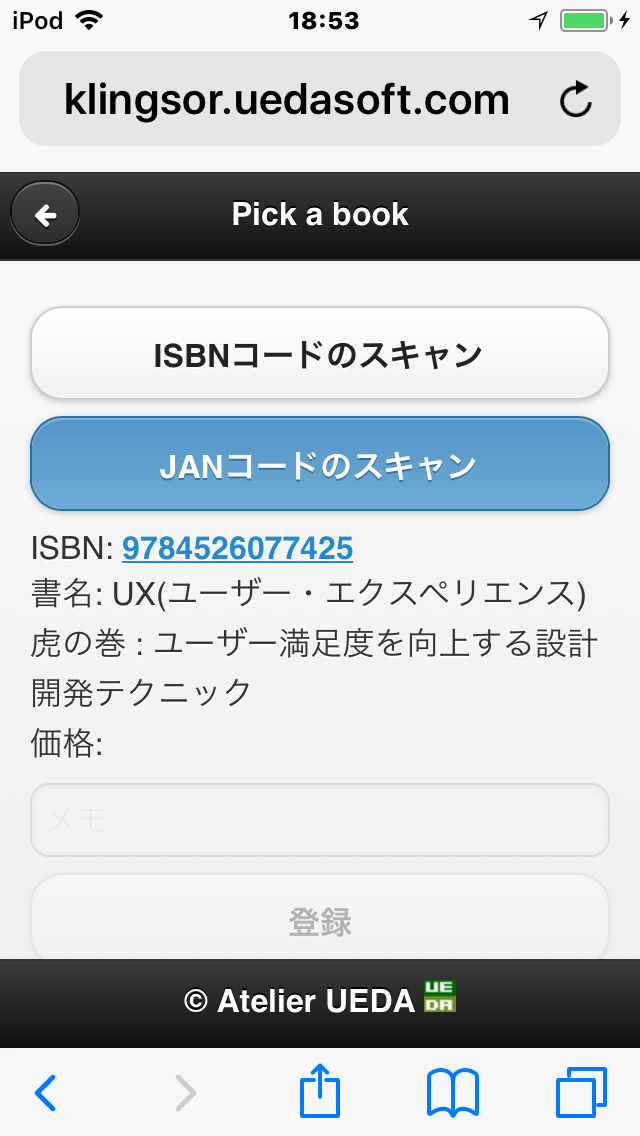 iPod 18:53
klingsor.uedasoft.com
Pick a book
ISBNコードのスキャン
JANコードのスキャン
ISBN: 9784526077425
書名: UX(ユーザー・エクスペリエンス)
虎の巻 : ユーザー満足度を向上する設計
開発テクニック
価格:
メモ
登録
© Atelier UEDA UE
DA